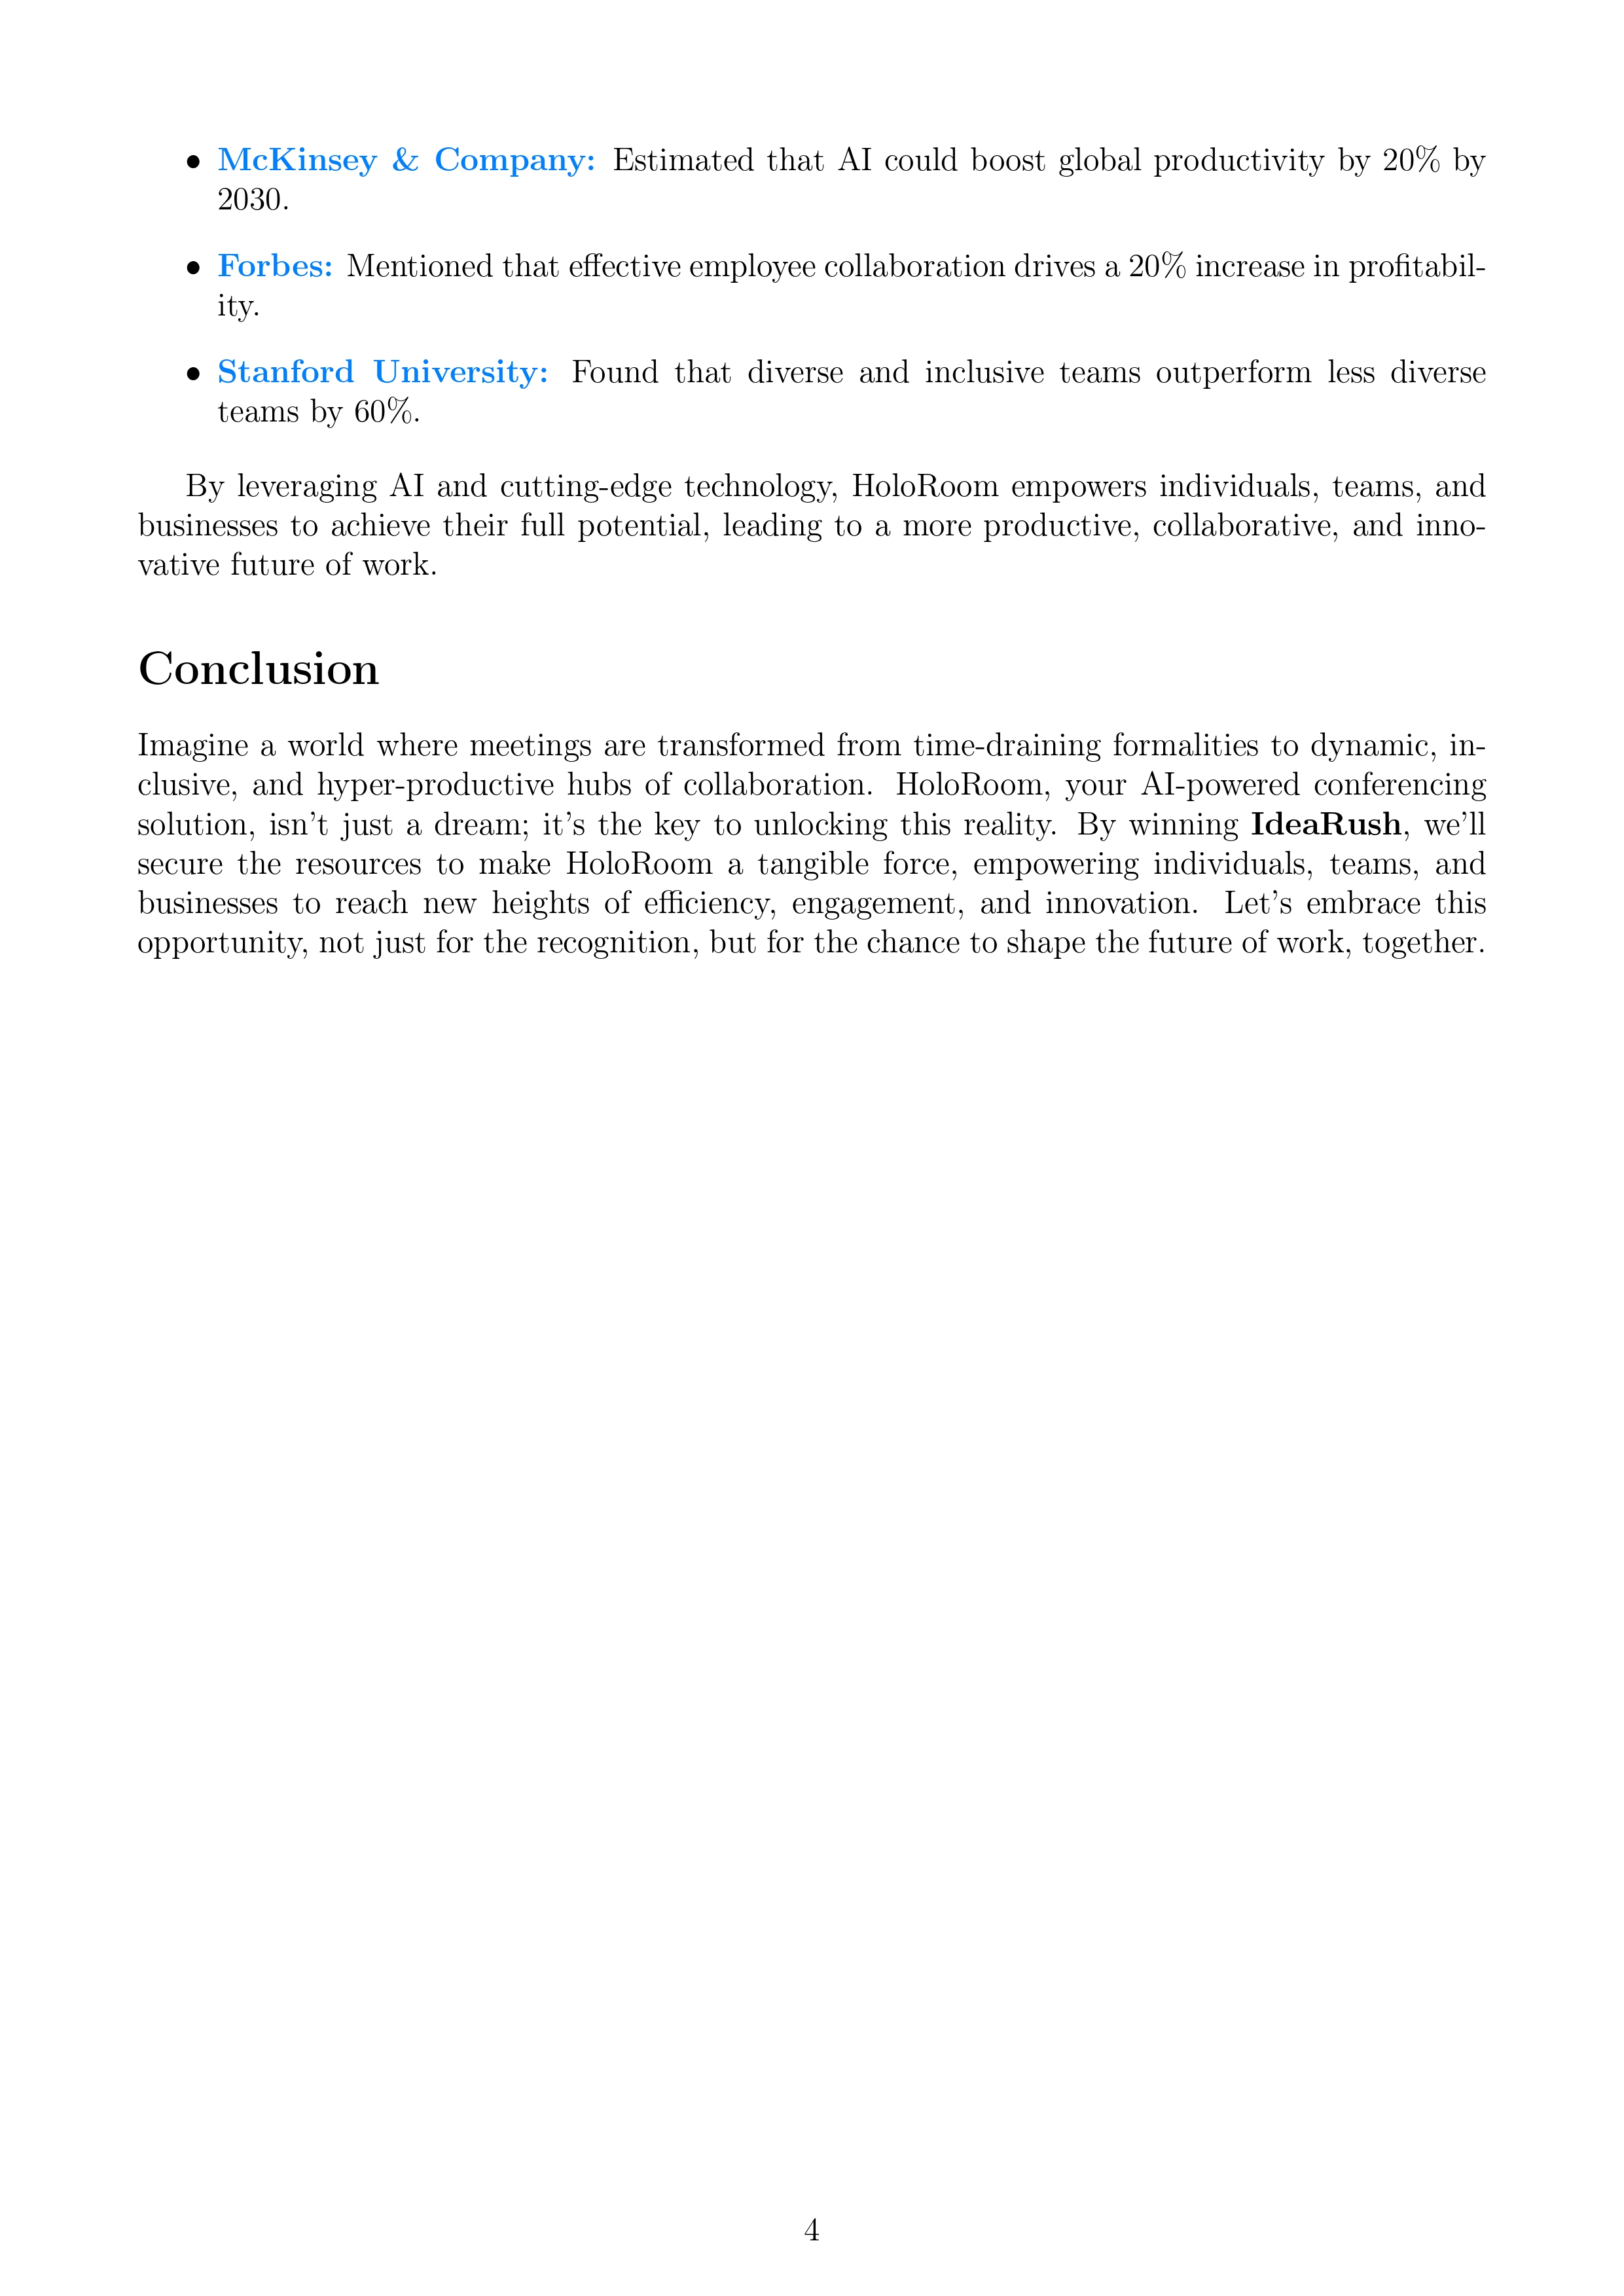 • McKinsey & Company: Estimated that AI could boost global productivity by 20% by
2030.
• Forbes: Mentioned that effective employee collaboration drives a 20% increase in profitabil-
ity.
• Stanford University: Found that diverse and inclusive teams outperform less diverse
teams by 60%.
By leveraging AI and cutting-edge technology, HoloRoom empowers individuals, teams, and
businesses to achieve their full potential, leading to a more productive, collaborative, and inno-
vative future of work.
Conclusion
Imagine a world where meetings are transformed from time-draining formalities to dynamic, in-
clusive, and hyper-productive hubs of collaboration. HoloRoom, your AI-powered conferencing
solution, isn't just a dream; it's the key to unlocking this reality. By winning IdeaRush, we'll
secure the resources to make HoloRoom a tangible force, empowering individuals, teams, and
businesses to reach new heights of efficiency, engagement, and innovation. Let's embrace this
opportunity, not just for the recognition, but for the chance to shape the future of work, together.
4